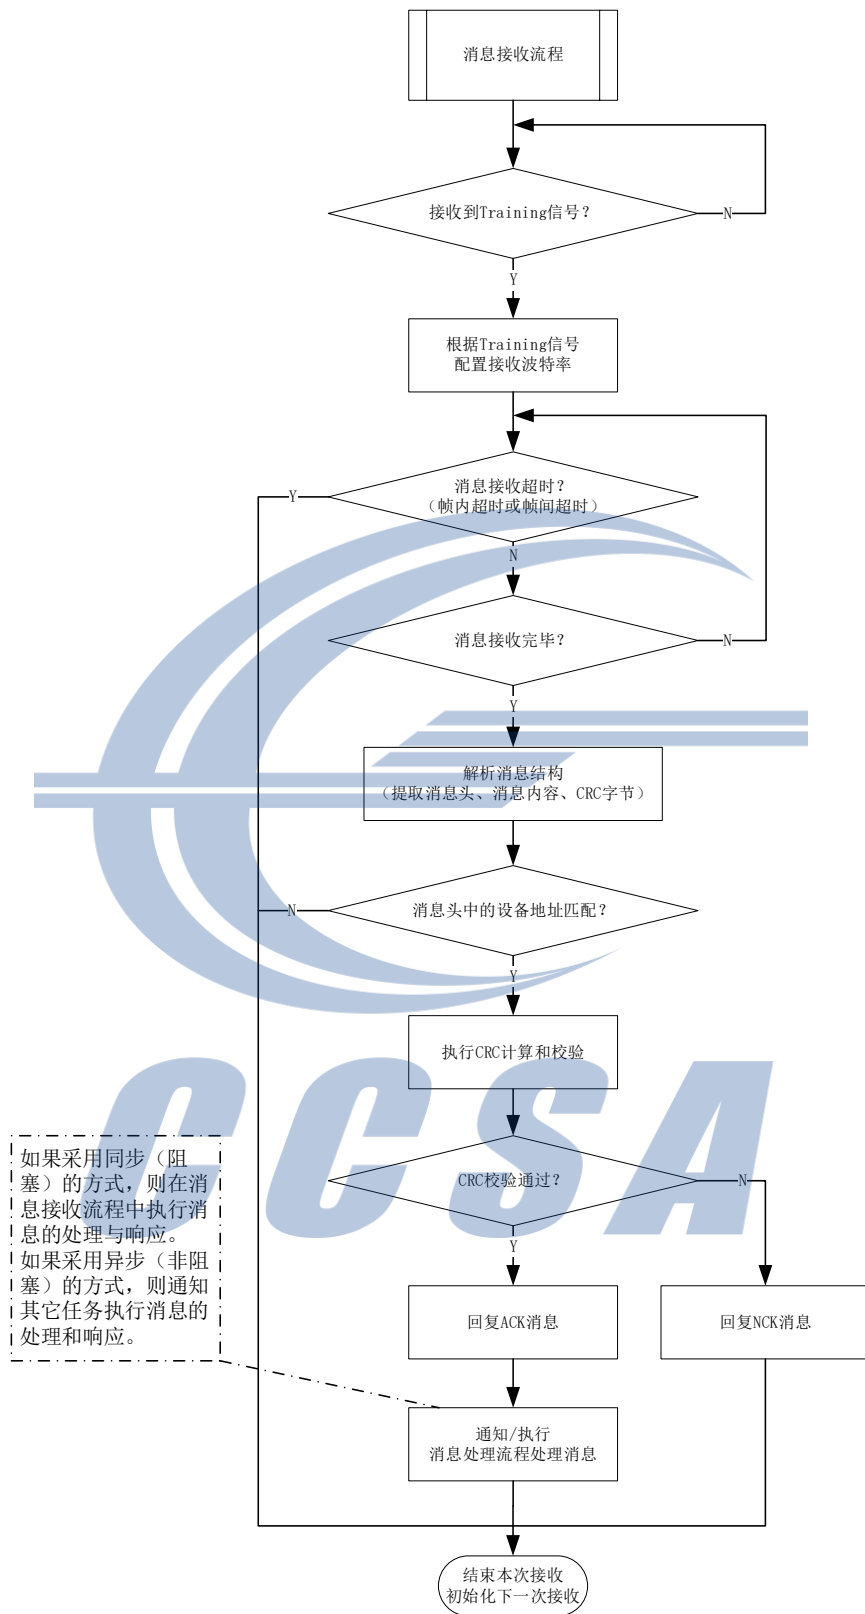 消息接收流程
接收到Training信号？
N
Y
根据Training信号
配置接收波特率
消息接收超时？
（帧内超时或帧间超时）
Y
N
消息接收完毕？
N
Y
解析消息结构
（提取消息头、消息内容、CRC字节）
消息头中的设备地址匹配？
N
Y
执行CRC计算和校验
CRC校验通过？
N
Y
如果采用同步（阻
塞）的方式，则在消
息接收流程中执行消
息的处理与响应。
如果采用异步（非阻
塞）的方式，则通知
其它任务执行消息的
处理和响应。
回复ACK消息
回复NCK消息
通知/执行
消息处理流程处理消息
结束本次接收
初始化下一次接收
CCSA